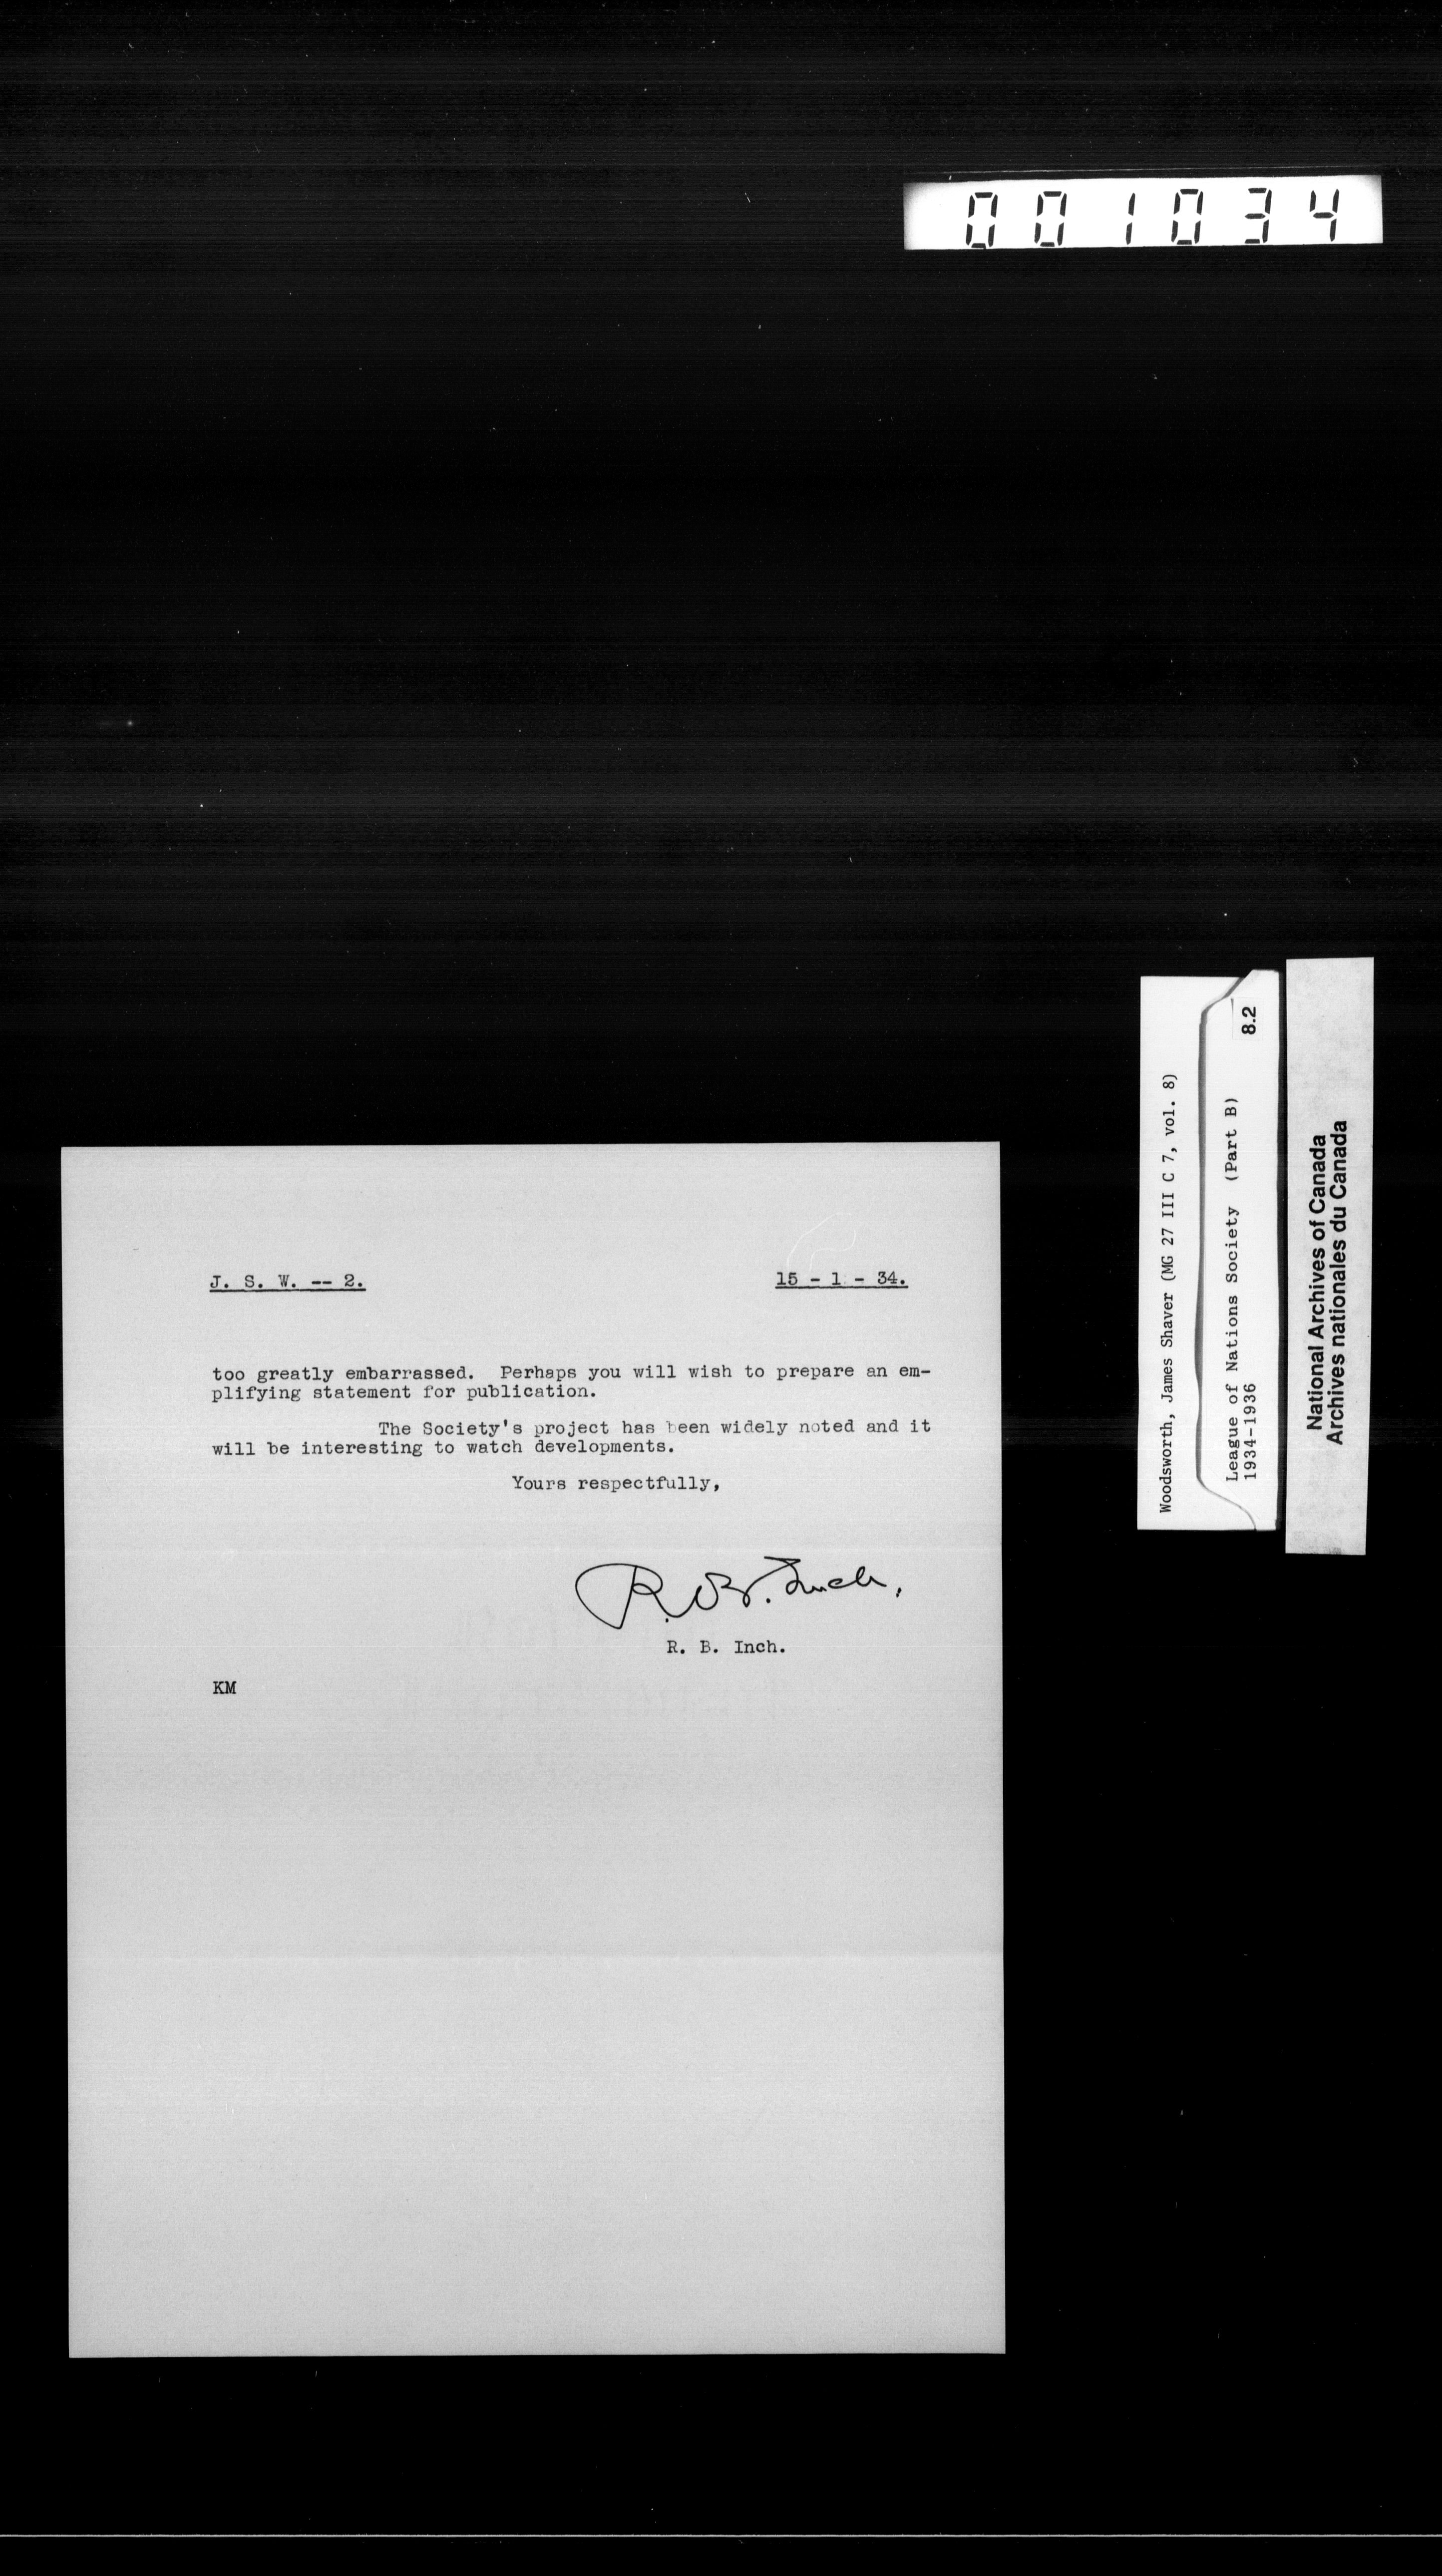 001034
J. S. W. -- 2. 15 - 1 - 34.
too greatly embarrassed. Perhaps you will wish to prepare an em-
plifying statement for publication.
The Society's project has been widely noted and it
will be interesting to watch developments.
Yours respectfully,
R. B. Inch.
R. B. Inch.
KM
Woodsworth, James Shaver (MG 27 III C 7, vol. 8)
League of Nations Society (Part B)
1934-1936
8.2
National Archives of Canada
Archives nationales du Canada